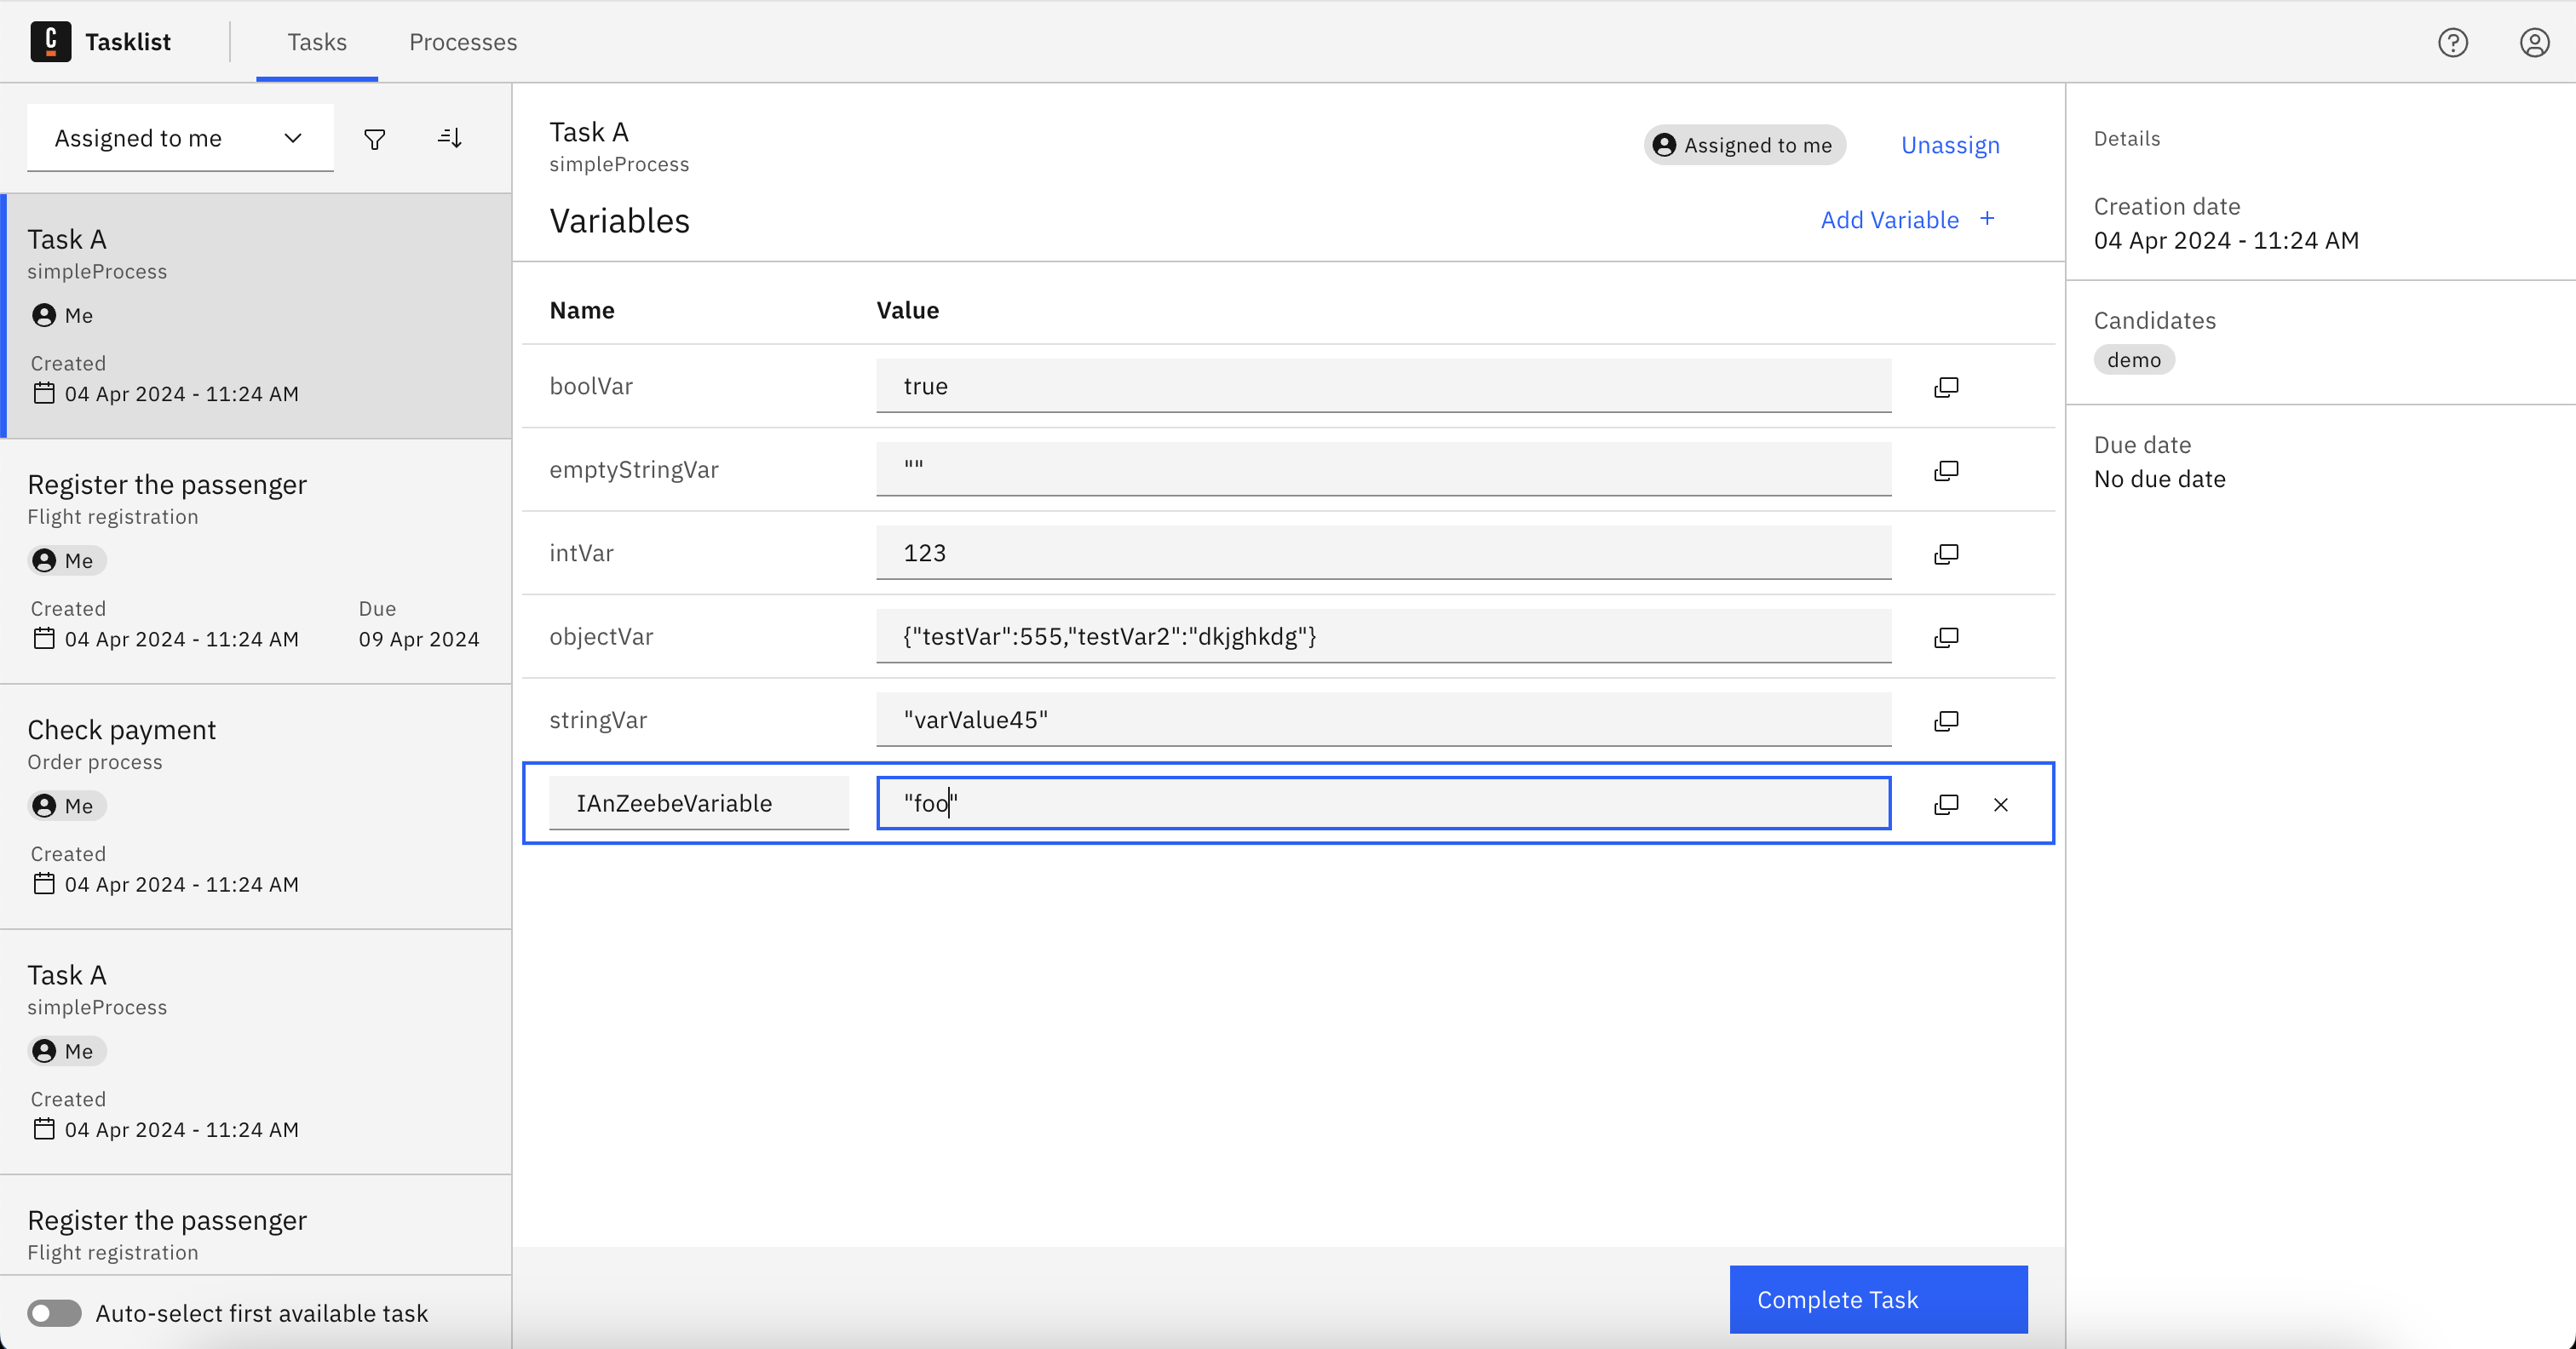 Tasklist
Tasks
Processes
Assigned to me
Task A
simpleProcess
Me
Created
04 Apr 2024 - 11:24 AM
Register the passenger
Flight registration
Me
Created Due
04 Apr 2024 - 11:24 AM 09 Apr 2024
Check payment
Order process
Me
Created
04 Apr 2024 - 11:24 AM
Task A
simpleProcess
Me
Created
04 Apr 2024 - 11:24 AM
Register the passenger
Flight registration
Auto-select first available task
Task A
simpleProcess
Assigned to me
Unassign
Variables
Add Variable +
Name Value
boolVar true
emptyStringVar ""
intVar 123
objectVar {"testVar":555,"testVar2":"dkjghkdg"}
stringVar "varValue45"
IAnZeebeVariable "foo"
Complete Task
Details
Creation date
04 Apr 2024 - 11:24 AM
Candidates
demo
Due date
No due date